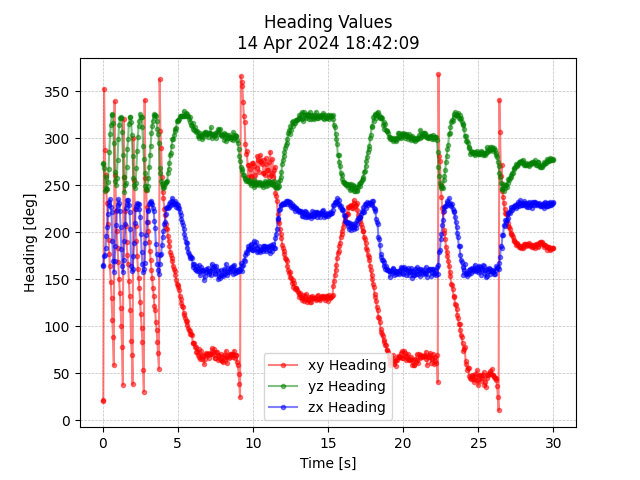 Heading Values
14 Apr 2024 18:42:09
Heading [deg]
350
300
250
200
150
100
50
0
xy Heading
yz Heading
zx Heading
0 5 10 15 20 25 30
Time [s]